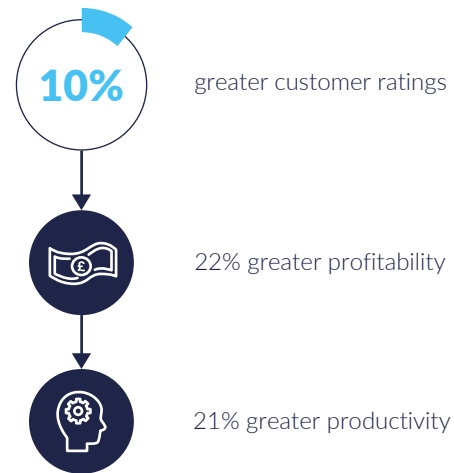 10%
greater customer ratings
£
22% greater profitability
21% greater productivity